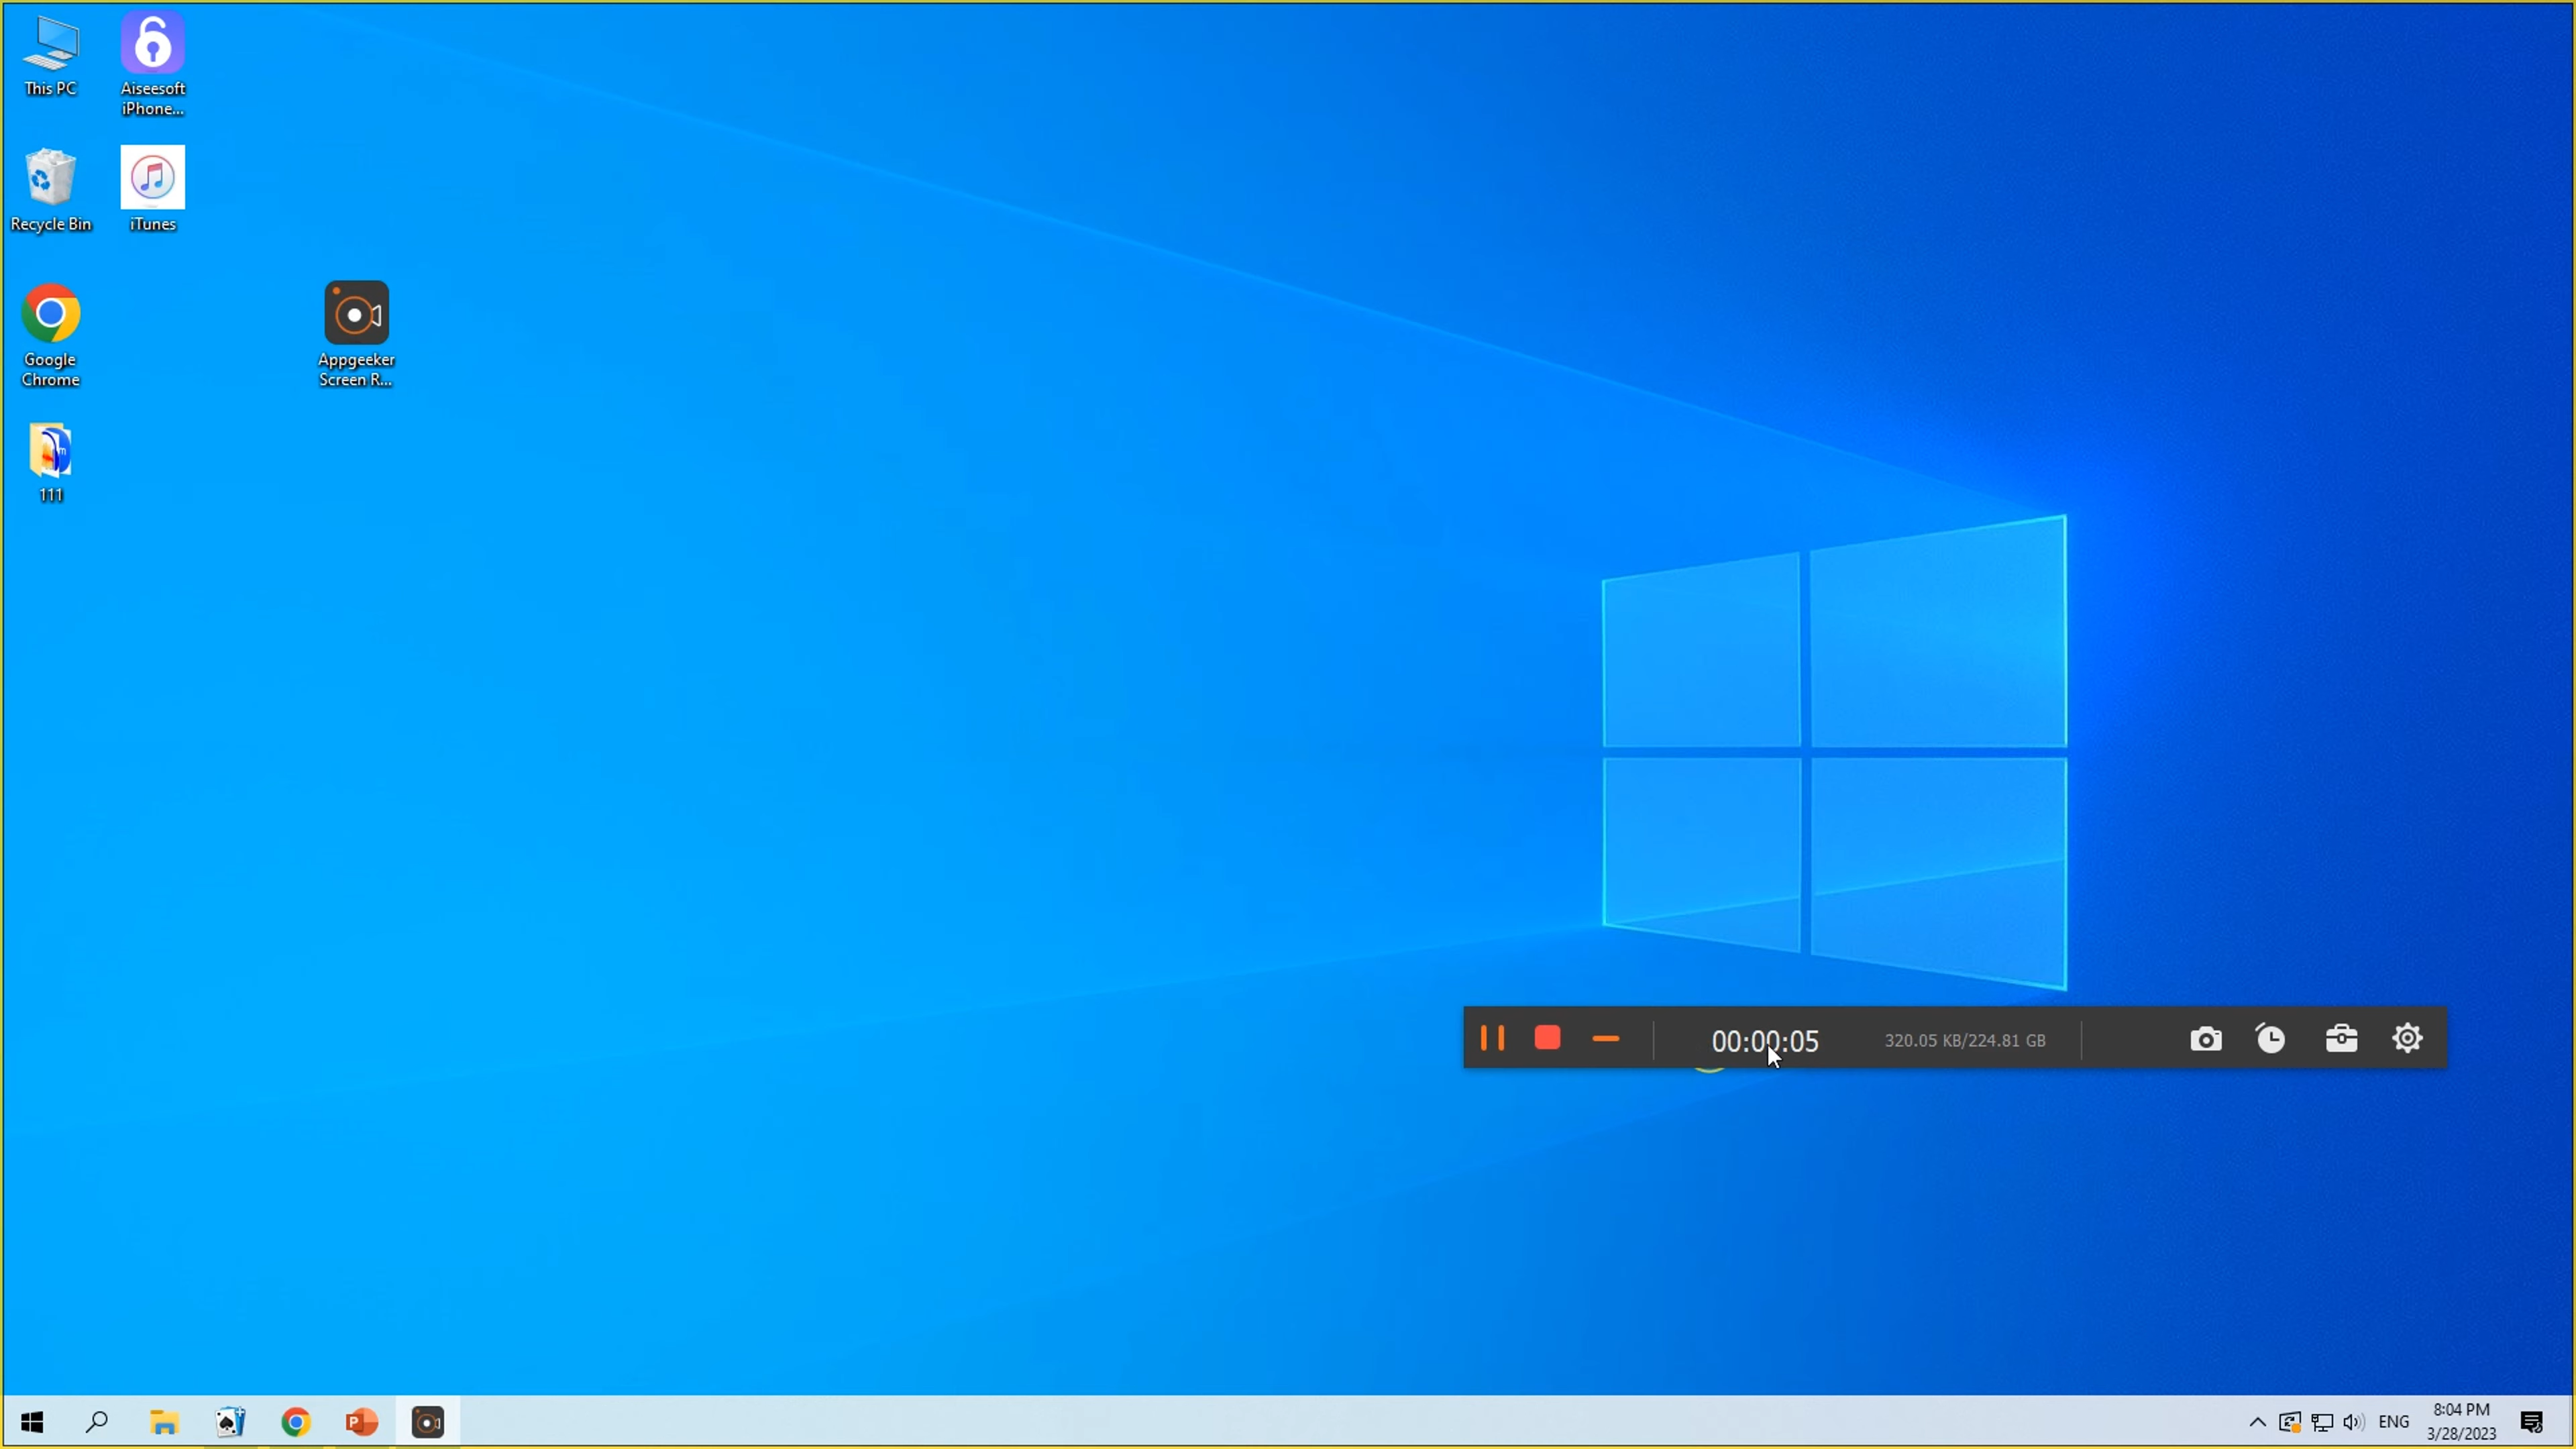 This PC
Aiseesoft
iPhone...
Recycle Bin
iTunes
Google
Chrome
Appgeeker
Screen R...
111
00:00:05
320.05 KB/224.81 GB
ENG
8:04 PM
3/28/2023